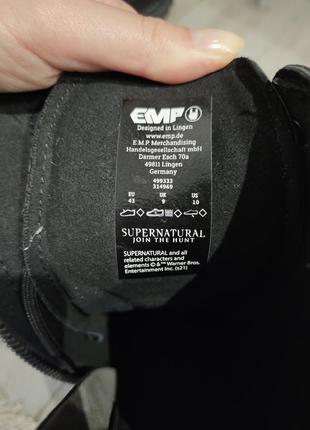 EMP
Designed in Lingen
www.emp.de
E.M.P. Merchandising
Handelsgesellschaft mbH
Darmer Esch 70a
49811 Lingen
Germany
499333
314969
EU UK US
43 9 10
SUPERNATURAL
JOIN THE HUNT
SUPERNATURAL and all
related characters and
elements © & ™ Warner Bros.
Entertainment Inc. (s21)